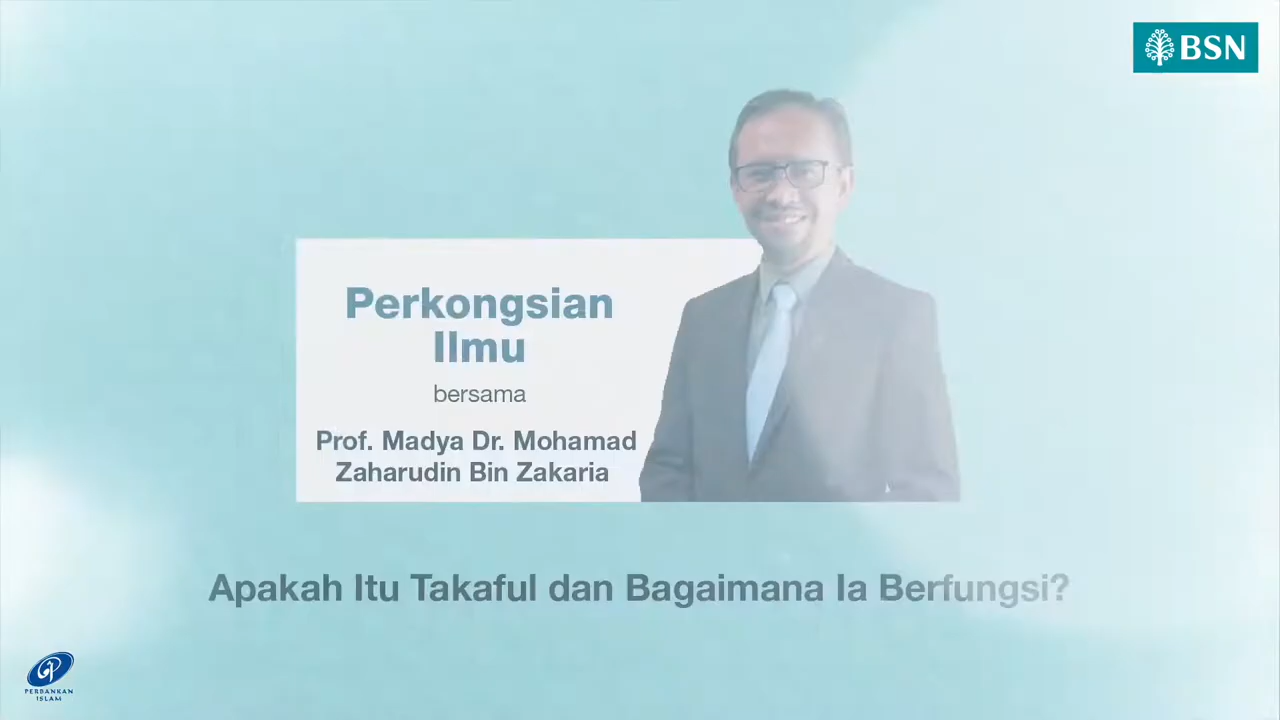 BSN
Perkongsian
Ilmu
bersama
Prof. Madya Dr. Mohamad
Zaharudin Bin Zakaria
Apakah Itu Takaful dan Bagaimana Ia Berfungsi?
PERBANKAN
ISLAM